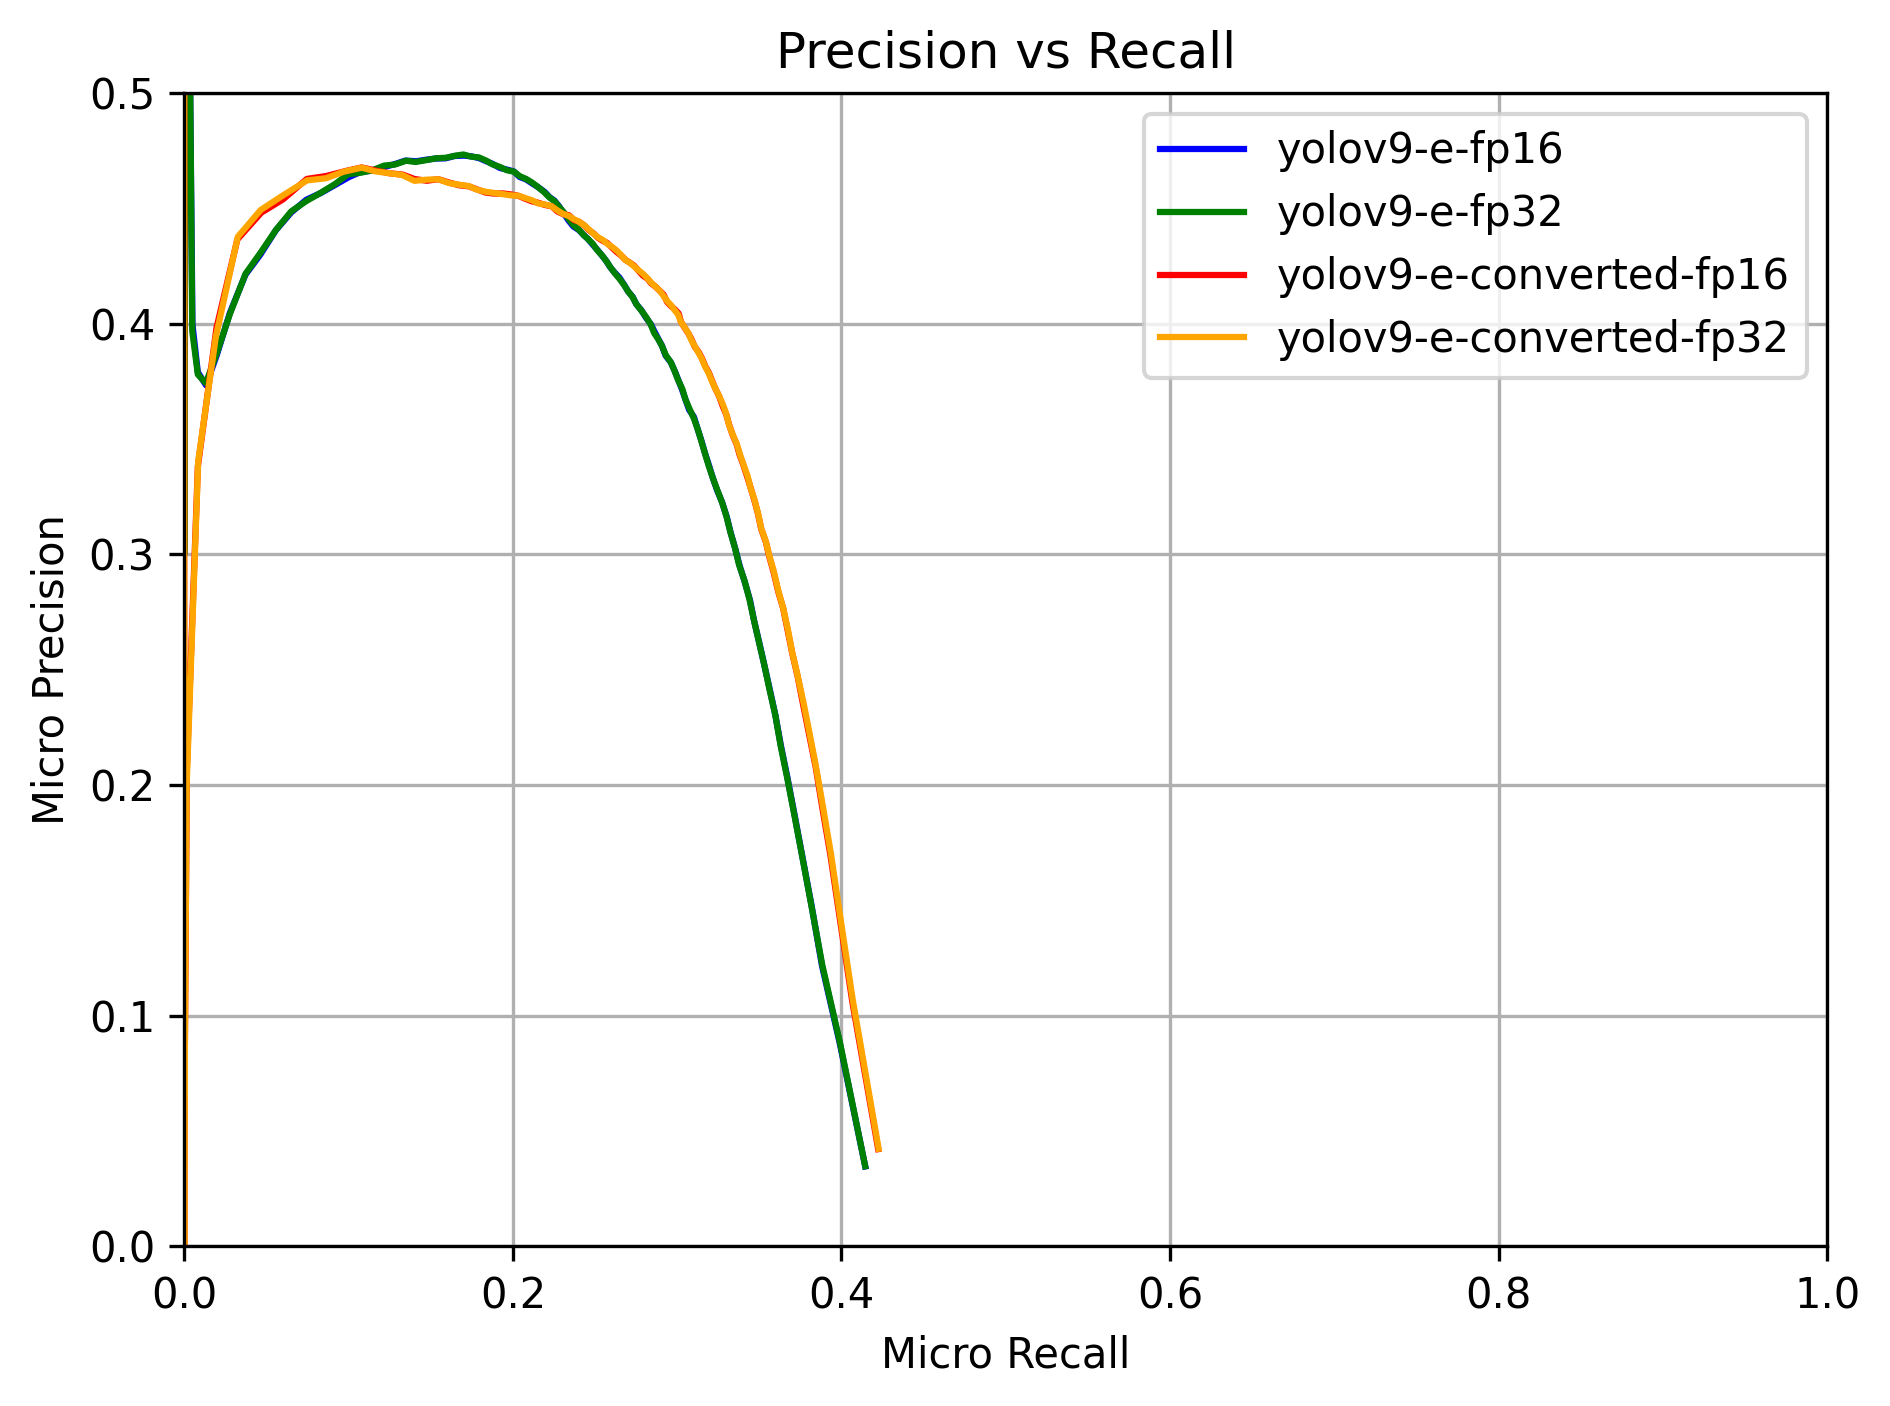 Precision vs Recall
0.5
0.4
0.3
0.2
0.1
0.0
Micro Precision
yolov9-e-fp16
yolov9-e-fp32
yolov9-e-converted-fp16
yolov9-e-converted-fp32
0.0 0.2 0.4 0.6 0.8 1.0
Micro Recall